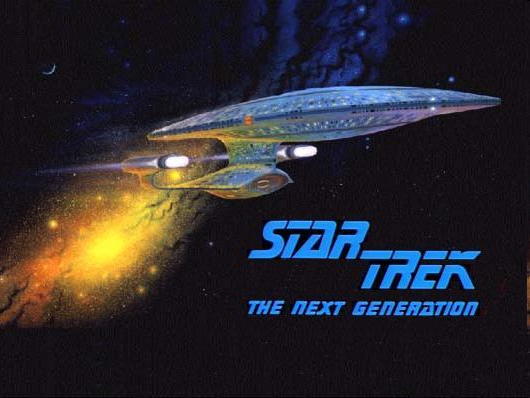 STAR
TREK
THE NEXT GENERATION